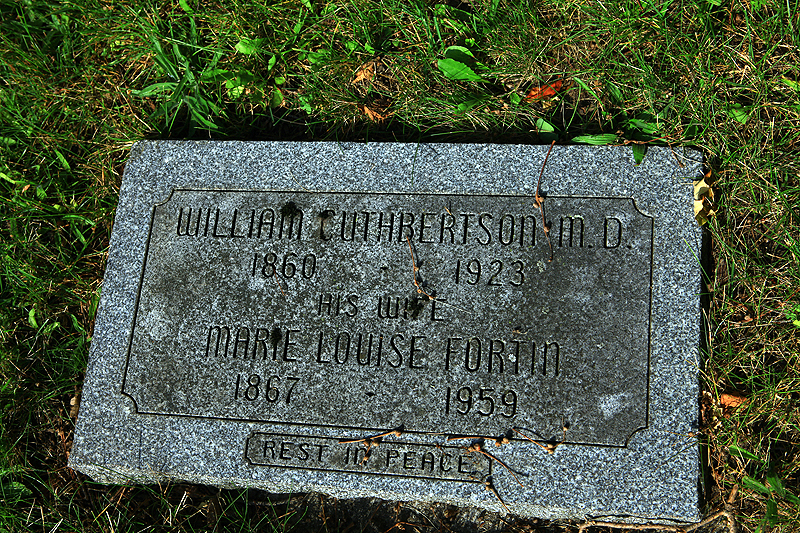 WILLIAM CUTHBERTSON M.D.
1860 - 1923
HIS WIFE
MARIE LOUISE FORTIN
1867 - 1959
REST IN PEACE